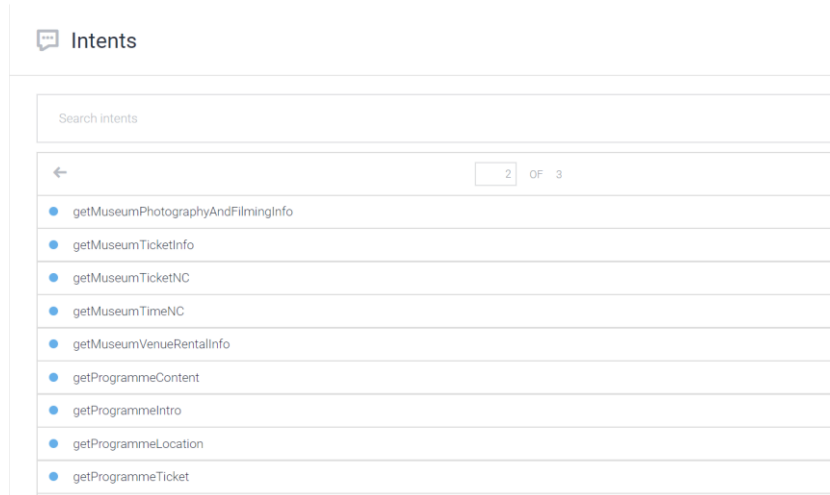 Intents
Search intents
2 OF 3
getMuseumPhotographyAndFilmingInfo
getMuseumTicketInfo
getMuseumTicketNC
getMuseumTimeNC
getMuseumVenueRentalInfo
getProgrammeContent
getProgrammeIntro
getProgrammeLocation
getProgrammeTicket